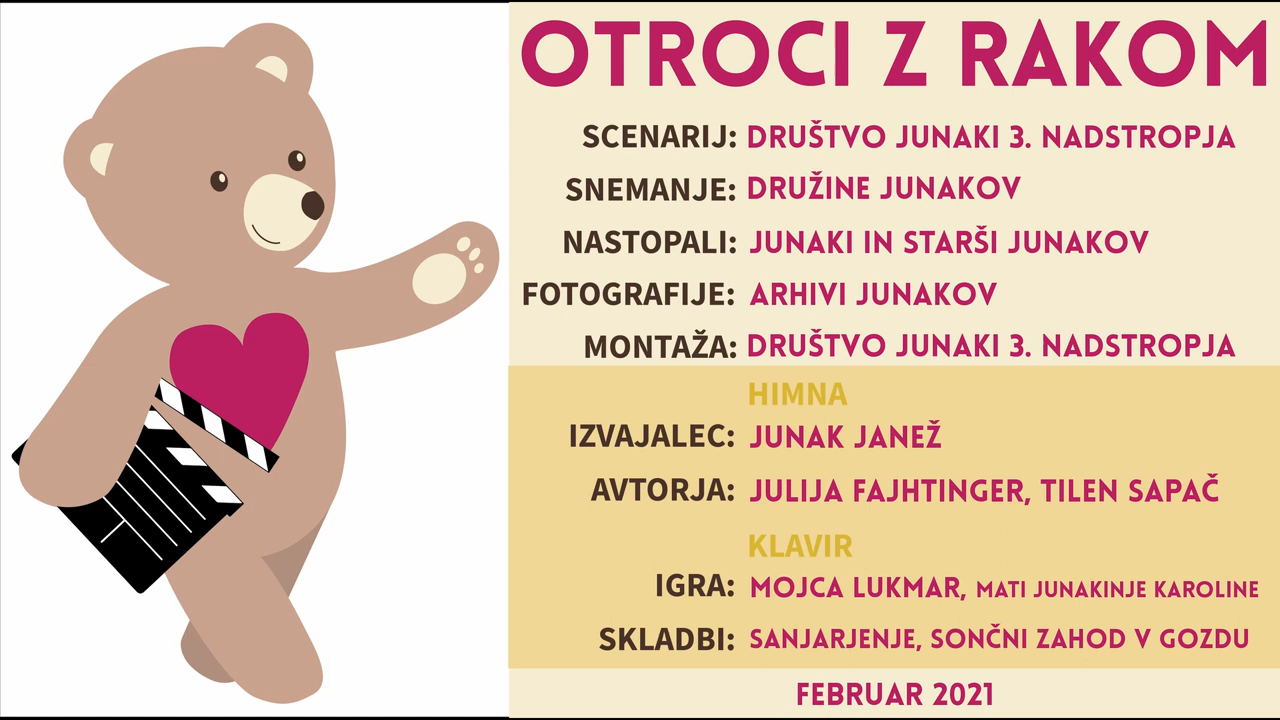 OTROCI Z RAKOM
SCENARIJ: DRUŠTVO JUNAKI 3. NADSTROPJA
SNEMANJE: DRUŽINE JUNAKOV
NASTOPALI: JUNAKI IN STARŠI JUNAKOV
FOTOGRAFIJE: ARHIVI JUNAKOV
MONTAŽA: DRUŠTVO JUNAKI 3. NADSTROPJA
HIMNA
IZVAJALEC: JUNAK JANEŽ
AVTORJA: JULIJA FAJHTINGER, TILEN SAPAČ
KLAVIR
IGRA: MOJCA LUKMAR, MATI JUNAKINJE KAROLINE
SKLADBI: SANJARJENJE, SONČNI ZAHOD V GOZDU
FEBRUAR 2021